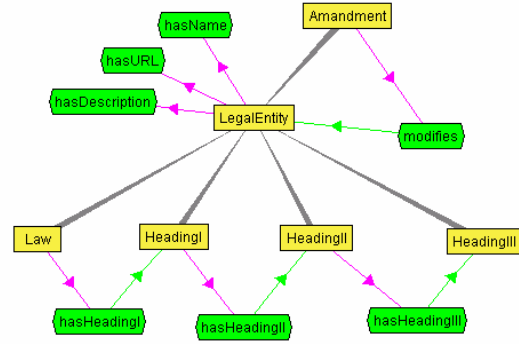 Amandment
hasName
hasURL
hasDescription
LegalEntity
modifies
Law
HeadingI
HeadingII
HeadingIII
hasHeadingI
hasHeadingII
hasHeadingIII